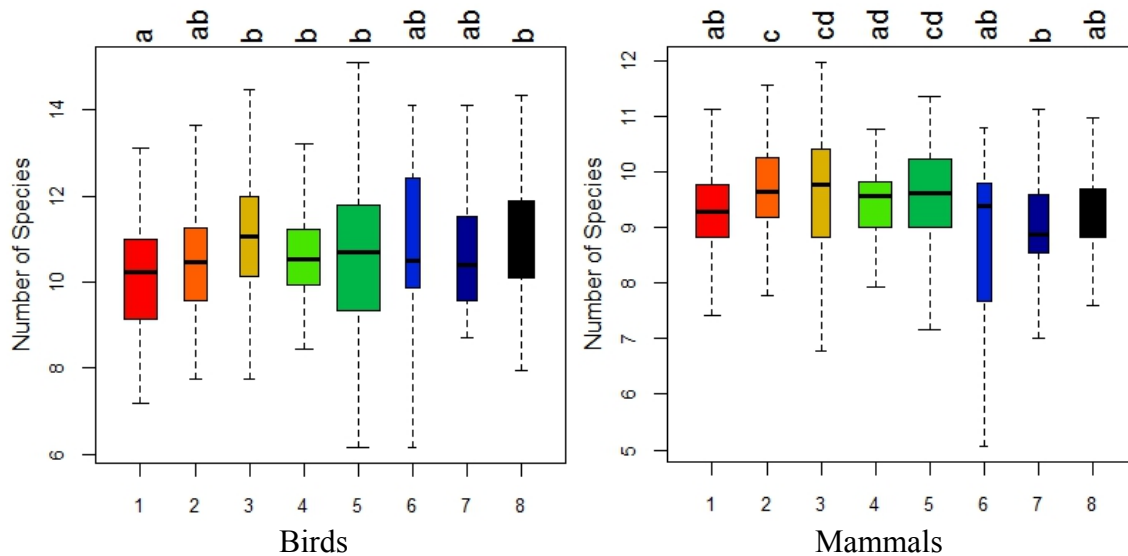 a ab b b b ab ab b
Number of Species
14
12
10
8
6
1 2 3 4 5 6 7 8
Birds
ab c cd ad cd ab b ab
Number of Species
12
11
10
9
8
7
6
5
1 2 3 4 5 6 7 8
Mammals